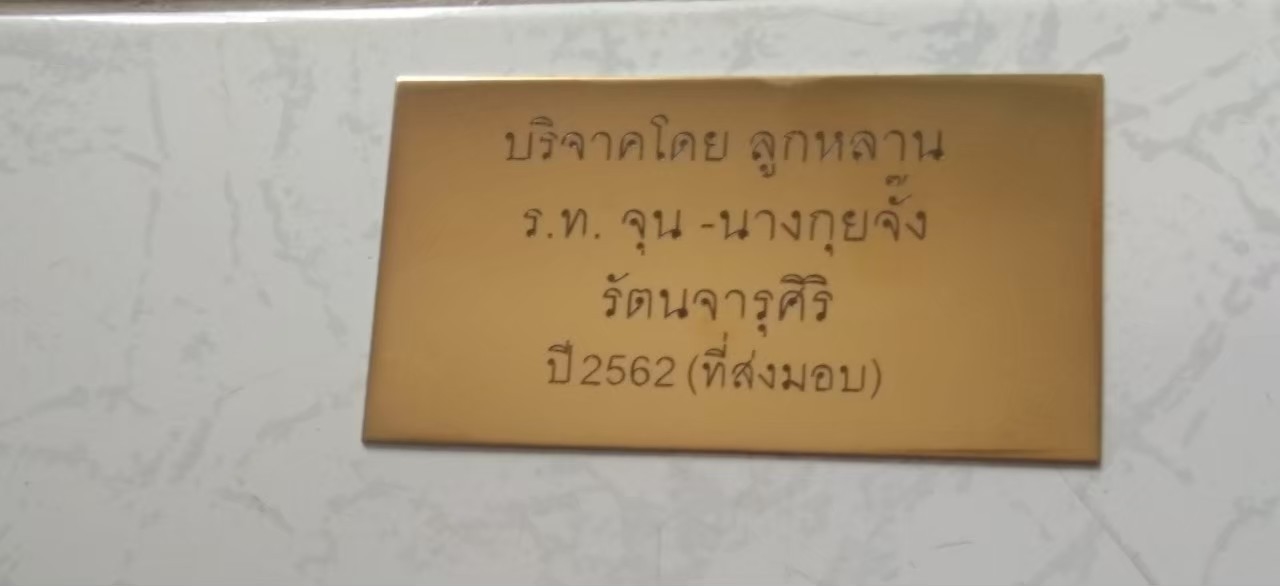 บริจาคโดย ลูกหลาน
ร.ท. จุน -นางกุยจั๊ง
รัตนจารุศิริ
ปี 2562 (ที่ส่งมอบ)